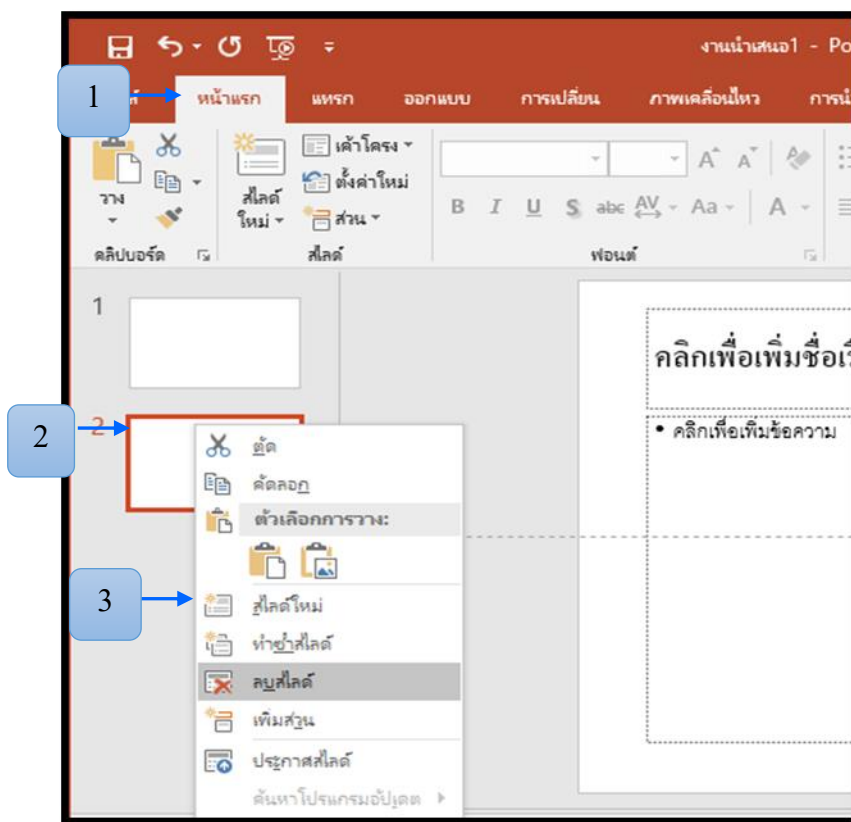 งานนำเสนอ1 - Po
1
หน้าแรก แทรก ออกแบบ การเปลี่ยน ภาพเคลื่อนไหว การนำ
เค้าโครง
ตั้งค่าใหม่
ส่วน
วาง
สไลด์
ใหม่
B I U S abc AV Aa A
คลิปบอร์ด สไลด์ ฟอนต์
1
คลิกเพื่อเพิ่มชื่อเรื
2
2
• คลิกเพื่อเพิ่มข้อความ
ตัด
คัดลอก
ตัวเลือกการวาง:
3
สไลด์ใหม่
ทำซ้ำสไลด์
ลบสไลด์
เพิ่มส่วน
ประกาศสไลด์
ค้นหาโปรแกรมอัปเดต